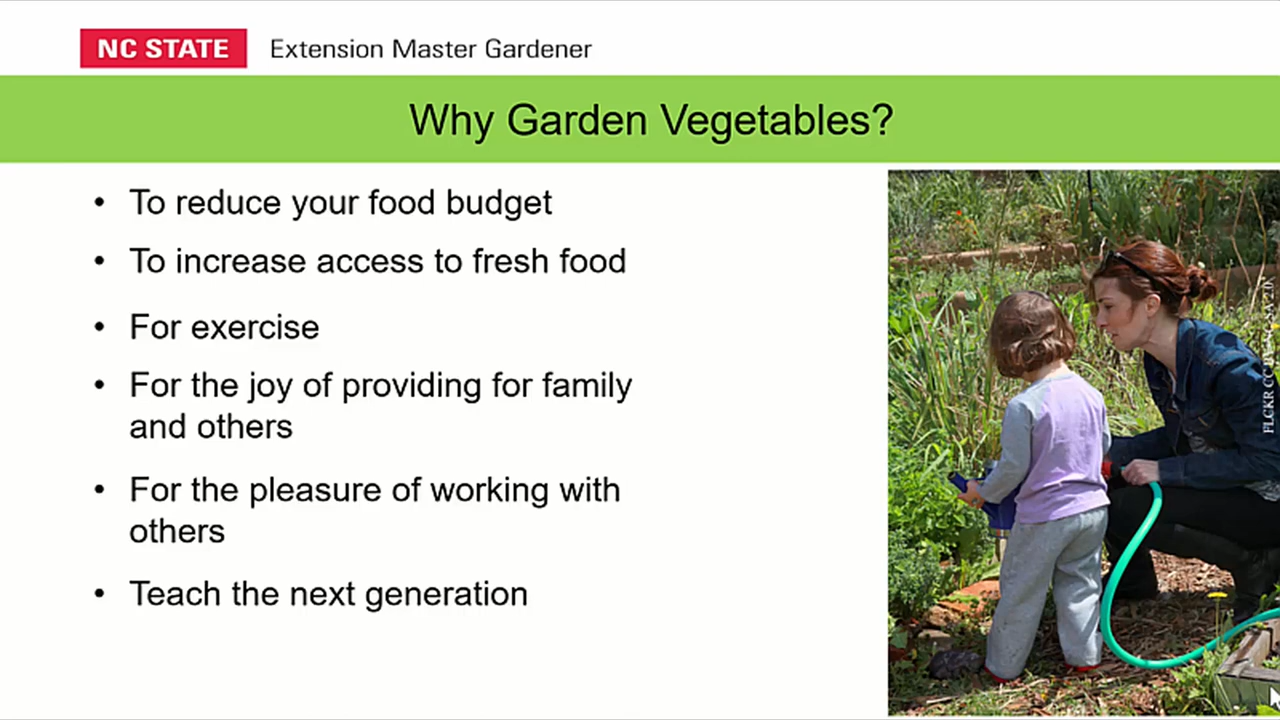 NC STATE Extension Master Gardener
Why Garden Vegetables?
• To reduce your food budget
• To increase access to fresh food
• For exercise
• For the joy of providing for family
and others
• For the pleasure of working with
others
• Teach the next generation
FLCKR CC